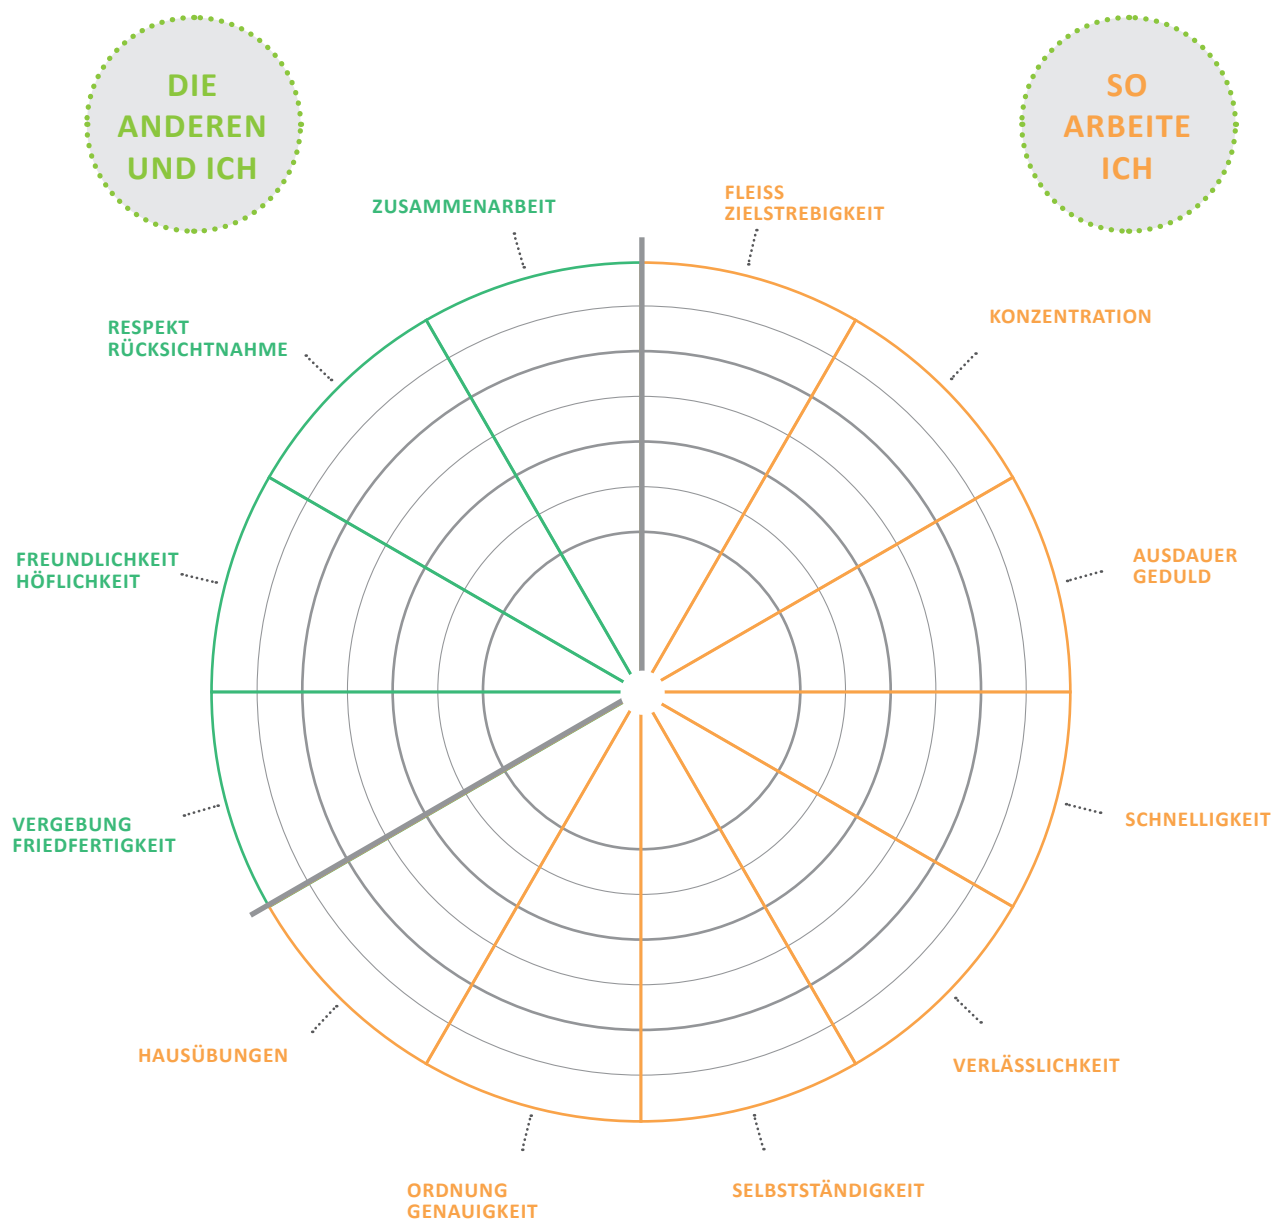 DIE
ANDEREN
UND ICH
SO
ARBEITE
ICH
ZUSAMMENARBEIT
FLEISS
ZIELSTREBIGKEIT
RESPEKT
RÜCKSICHTNAHME
KONZENTRATION
FREUNDLICHKEIT
HÖFLICHKEIT
AUSDAUER
GEDULD
VERGEBUNG
FRIEDFERTIGKEIT
SCHNELLIGKEIT
HAUSÜBUNGEN
VERLÄSSLICHKEIT
ORDNUNG
GENAUIGKEIT
SELBSTSTÄNDIGKEIT